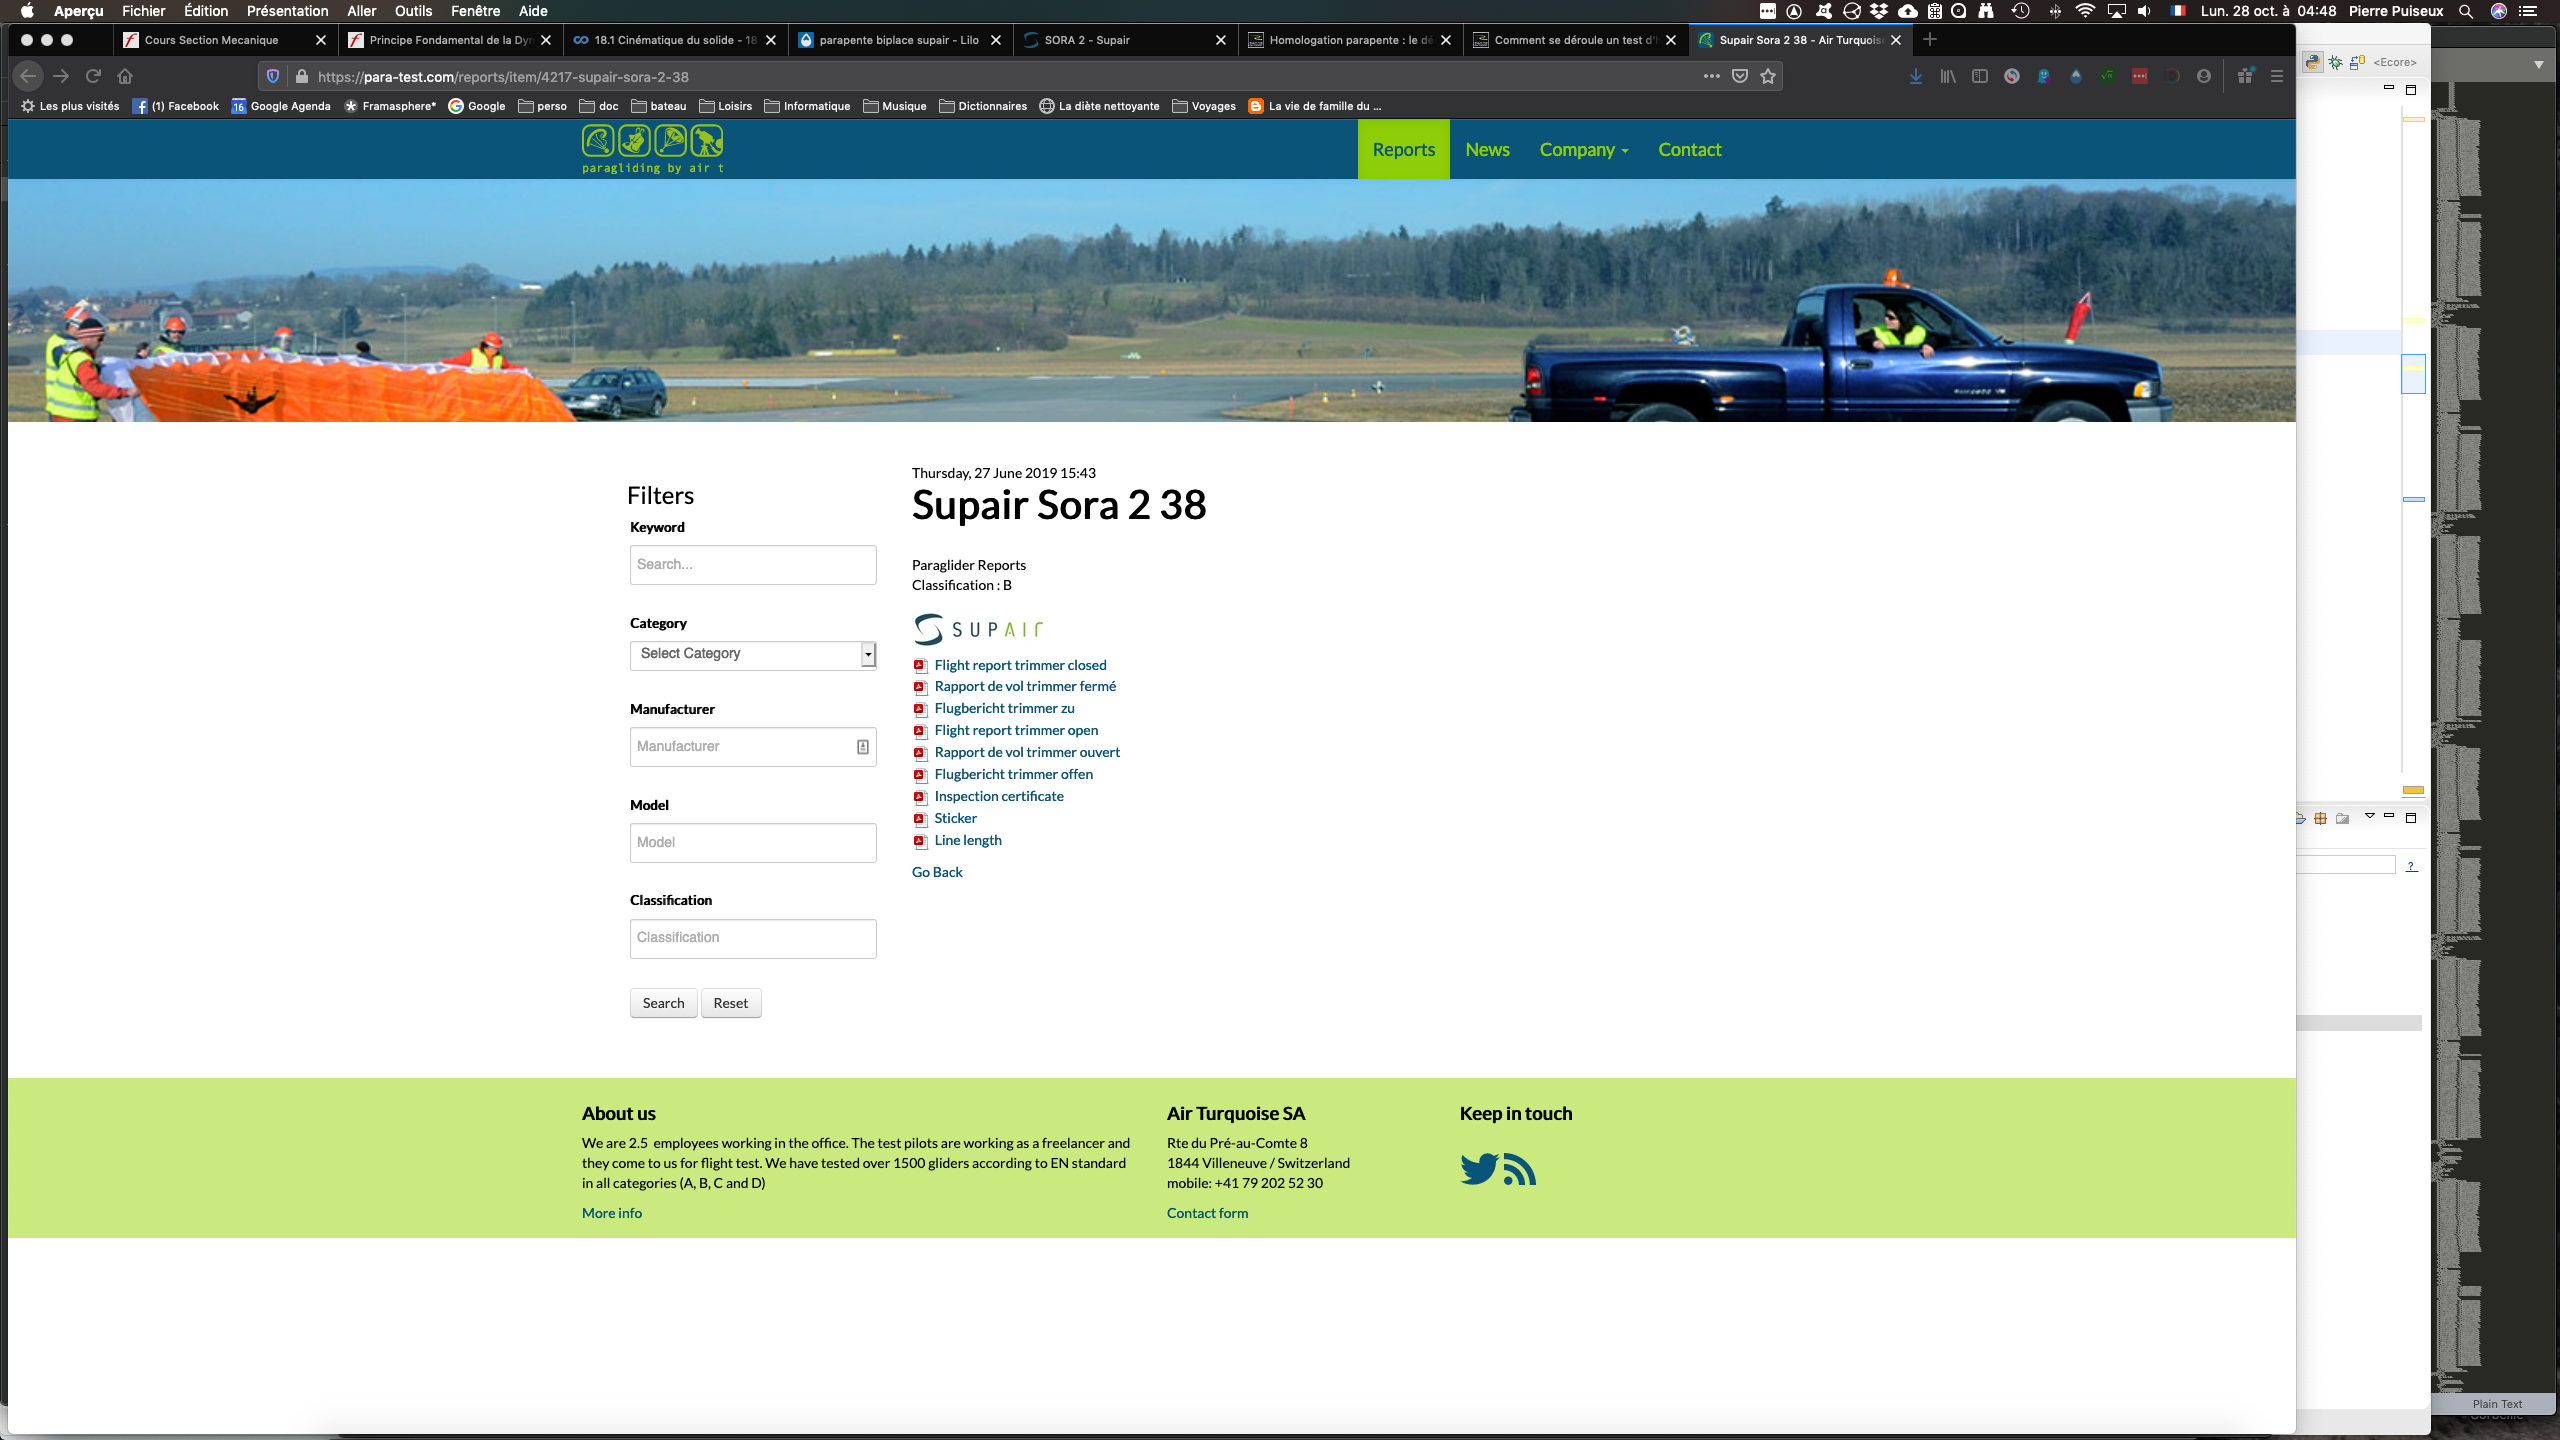 Aperçu Fichier Édition Présentation Aller Outils Fenêtre Aide
Lun. 28 oct. à 04:48 Pierre Puiseux
Cours Section Mecanique
Principe Fondamental de la Dyn
18.1 Cinématique du solide - 18
parapente biplace supair - Lilo
SORA 2 - Supair
Homologation parapente : le dé
Comment se déroule un test d'
Supair Sora 2 38 - Air Turquoise
https://para-test.com/reports/item/4217-supair-sora-2-38
<Ecore>
Les plus visités (1) Facebook 16 Google Agenda Framasphere* Google perso doc bateau Loisirs Informatique Musique Dictionnaires La diète nettoyante Voyages La vie de famille du ...
paragliding by air t
Reports News Company Contact
Thursday, 27 June 2019 15:43
Supair Sora 2 38
Paraglider Reports
Classification : B
SUPAIR
Flight report trimmer closed
Rapport de vol trimmer fermé
Flugbericht trimmer zu
Flight report trimmer open
Rapport de vol trimmer ouvert
Flugbericht trimmer offen
Inspection certificate
Sticker
Line length
Go Back
Filters
Keyword
Search...
Category
Select Category
Manufacturer
Manufacturer
Model
Model
Classification
Classification
Search Reset
About us
We are 2.5 employees working in the office. The test pilots are working as a freelancer and
they come to us for flight test. We have tested over 1500 gliders according to EN standard
in all categories (A, B, C and D)
More info
Air Turquoise SA
Rte du Pré-au-Comte 8
1844 Villeneuve / Switzerland
mobile: +41 79 202 52 30
Contact form
Keep in touch
?
Plain Text